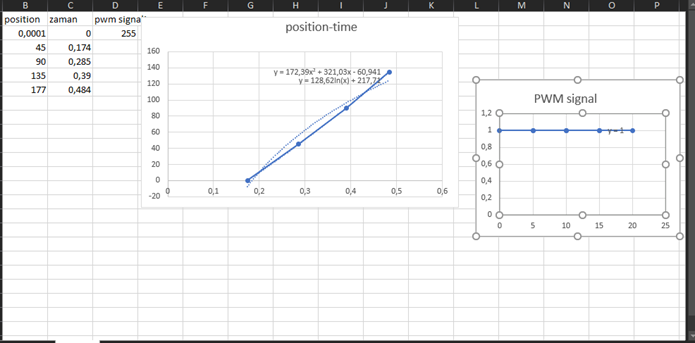 B C D E F G H I J K L M N O P
position zaman pwm signal
0,0001 0 255
45 0,174
90 0,285
135 0,39
177 0,484
position-time
y = 172,39x² + 321,03x - 60,941
y = 128,62ln(x) + 217,72
160
140
120
100
80
60
40
20
0
-20
0 0,1 0,2 0,3 0,4 0,5 0,6
PWM signal
y = 1
1,2
1
0,8
0,6
0,4
0,2
0
0 5 10 15 20 25